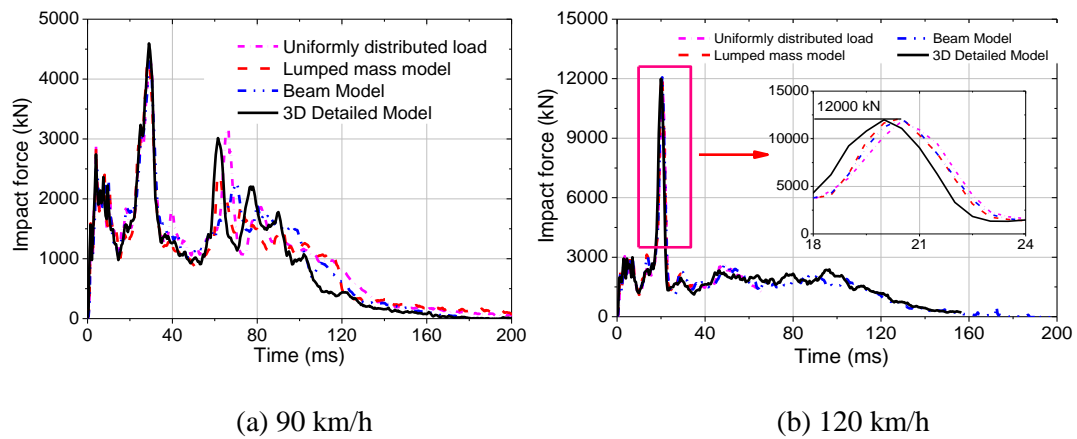 5000
4000
3000
2000
1000
0
0 40 80 120 160 200
Impact force (kN)
Time (ms)
Uniformly distributed load
Lumped mass model
Beam Model
3D Detailed Model
(a) 90 km/h
15000
12000
9000
6000
3000
0
0 40 80 120 160 200
Impact force (kN)
Time (ms)
Uniformly distributed load
Beam Model
Lumped mass model
3D Detailed Model
15000
10000
5000
0
18 21 24
12000 kN
(b) 120 km/h